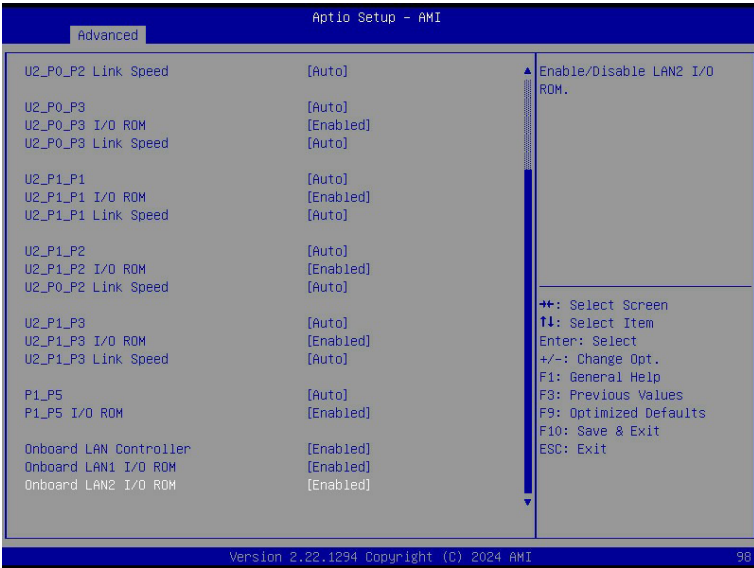 Aptio Setup – AMI
Advanced
U2_P0_P2 Link Speed [Auto]
U2_P0_P3 [Auto]
U2_P0_P3 I/O ROM [Enabled]
U2_P0_P3 Link Speed [Auto]
U2_P1_P1 [Auto]
U2_P1_P1 I/O ROM [Enabled]
U2_P1_P1 Link Speed [Auto]
U2_P1_P2 [Auto]
U2_P1_P2 I/O ROM [Enabled]
U2_P0_P2 Link Speed [Auto]
U2_P1_P3 [Auto]
U2_P1_P3 I/O ROM [Enabled]
U2_P1_P3 Link Speed [Auto]
P1_P5 [Auto]
P1_P5 I/O ROM [Enabled]
Onboard LAN Controller [Enabled]
Onboard LAN1 I/O ROM [Enabled]
Onboard LAN2 I/O ROM [Enabled]
Enable/Disable LAN2 I/O
ROM.
→←: Select Screen
↑↓: Select Item
Enter: Select
+/-: Change Opt.
F1: General Help
F3: Previous Values
F9: Optimized Defaults
F10: Save & Exit
ESC: Exit
Version 2.22.1294 Copyright (C) 2024 AMI
98